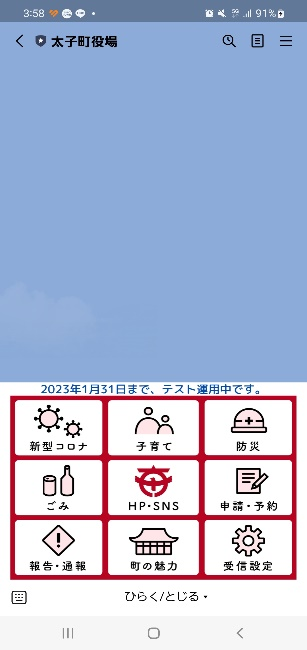 3:58
91%
太子町役場
2023年1月31日まで、テスト運用中です。
新型コロナ
子育て
防災
ごみ
HP・SNS
申請・予約
報告・通報
町の魅力
受信設定
ひらく/とじる